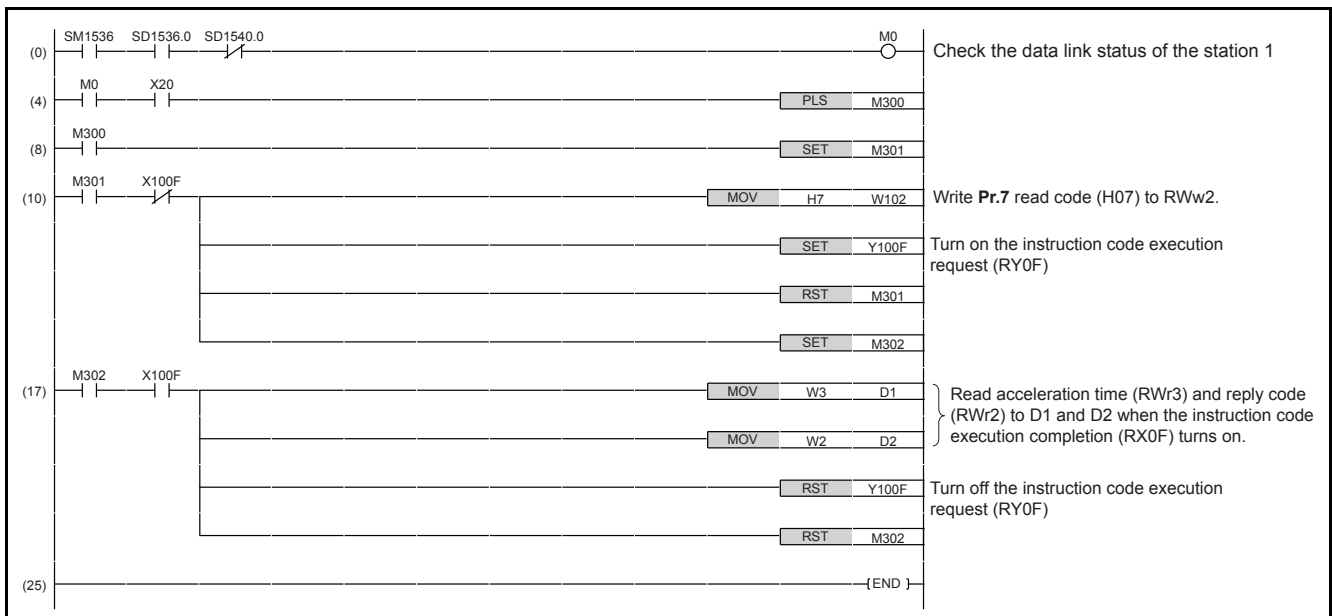 SM1536 SD1536.0 SD1540.0 M0
(0) Check the data link status of the station 1
M0 X20
(4) PLS M300
M300
(8) SET M301
M301 X100F
(10) MOV H7 W102 Write Pr.7 read code (H07) to RWw2.
SET Y100F Turn on the instruction code execution
request (RY0F)
RST M301
SET M302
M302 X100F
(17) MOV W3 D1 Read acceleration time (RWr3) and reply code
(RWr2) to D1 and D2 when the instruction code
MOV W2 D2 execution completion (RX0F) turns on.
RST Y100F Turn off the instruction code execution
request (RY0F)
RST M302
(25) END